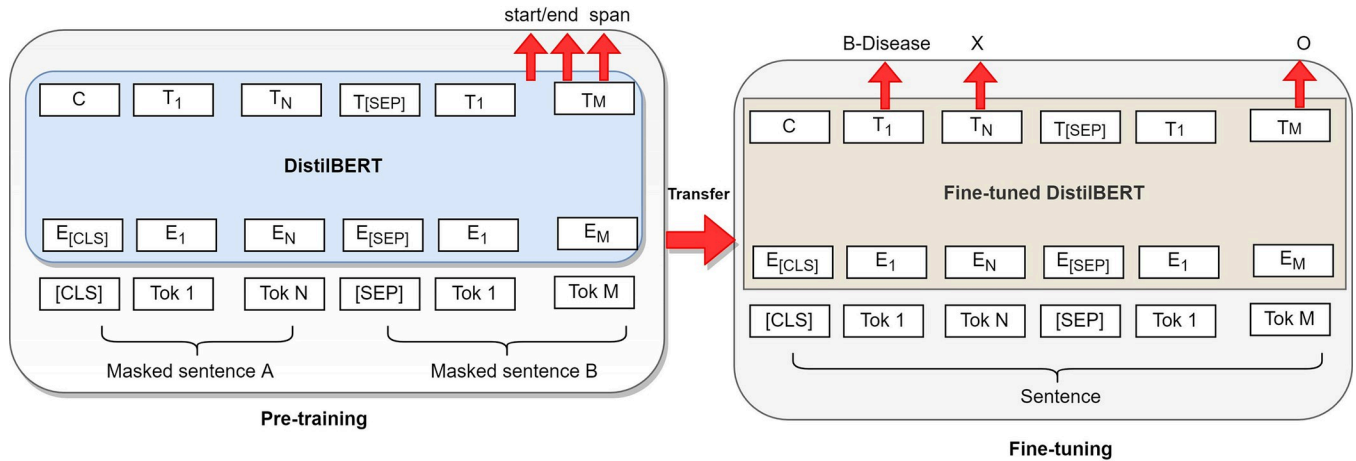 start/end span
C T1 TN T[SEP] T1 TM
DistilBERT
E[CLS] E1 EN E[SEP] E1 EM
[CLS] Tok 1 Tok N [SEP] Tok 1 Tok M
Masked sentence A Masked sentence B
Pre-training
Transfer
B-Disease X O
C T1 TN T[SEP] T1 TM
Fine-tuned DistilBERT
E[CLS] E1 EN E[SEP] E1 EM
[CLS] Tok 1 Tok N [SEP] Tok 1 Tok M
Sentence
Fine-tuning